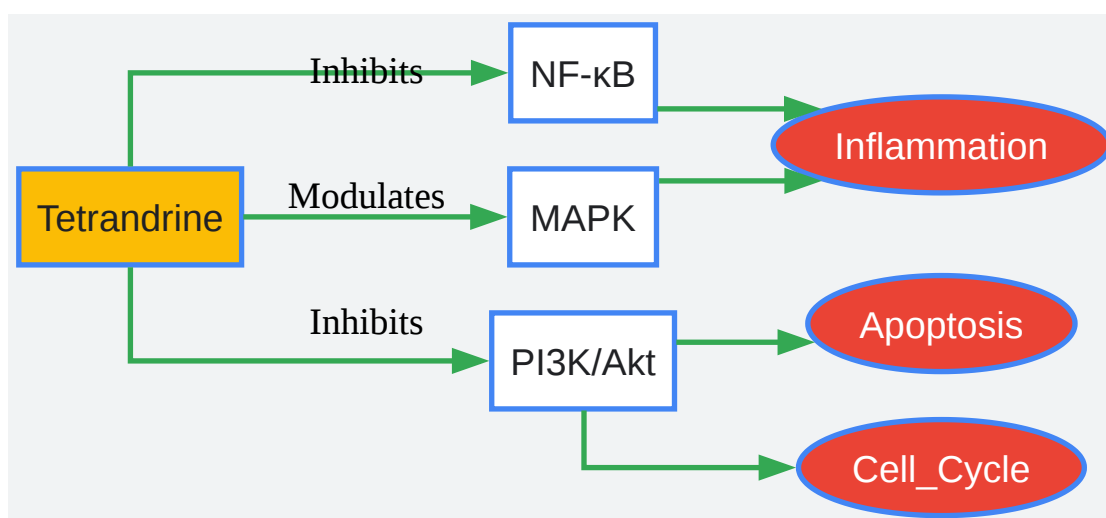 Inhibits
NF-κB
Inflammation
Tetrandrine
Modulates
MAPK
Inhibits
PI3K/Akt
Apoptosis
Cell_Cycle